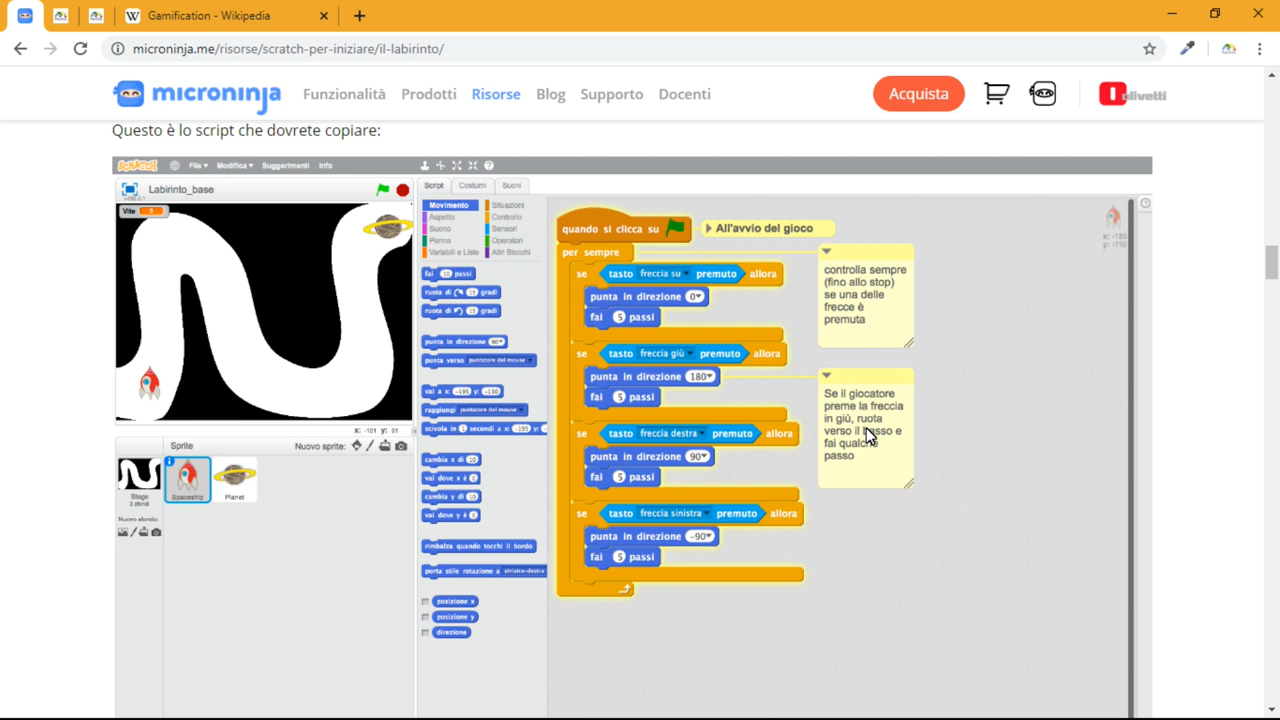 Gamification - Wikipedia
microninja.me/risorse/scratch-per-iniziare/il-labirinto/
microninja Funzionalità Prodotti Risorse Blog Supporto Docenti Acquista olivetti
Questo è lo script che dovrete copiare:
SCRATCH File Modifica Suggerimenti Info
Labirinto_base
Vite 3
X: -101 y: 81
Sprite Nuovo sprite:
Stage
2 sfondi
Spaceship
Planet
Nuovo sfondo:
Script Costumi Suoni
Movimento Situazioni
Aspetto Controllo
Suono Sensori
Penna Operatori
Variabili e Liste Altri Blocchi
fai 10 passi
ruota di 15 gradi
ruota di 15 gradi
punta in direzione 90
punta verso puntatore del mouse
vai a x: -195 y: -130
raggiungi puntatore del mouse
scivola in 1 secondi a x: -195 y:
cambia x di 10
vai dove x è 0
cambia y di 10
vai dove y è 0
rimbalza quando tocchi il bordo
porta stile rotazione a sinistra-destra
posizione x
posizione y
direzione
quando si clicca su
All'avvio del gioco
per sempre
se tasto freccia su premuto allora
punta in direzione 0
fai 5 passi
se tasto freccia giù premuto allora
punta in direzione 180
fai 5 passi
se tasto freccia destra premuto allora
punta in direzione 90
fai 5 passi
se tasto freccia sinistra premuto allora
punta in direzione -90
fai 5 passi
controlla sempre
(fino allo stop)
se una delle
frecce è
premuta
Se il giocatore
preme la freccia
in giù, ruota
verso il basso e
fai qualche
passo
x: -185
y: -110